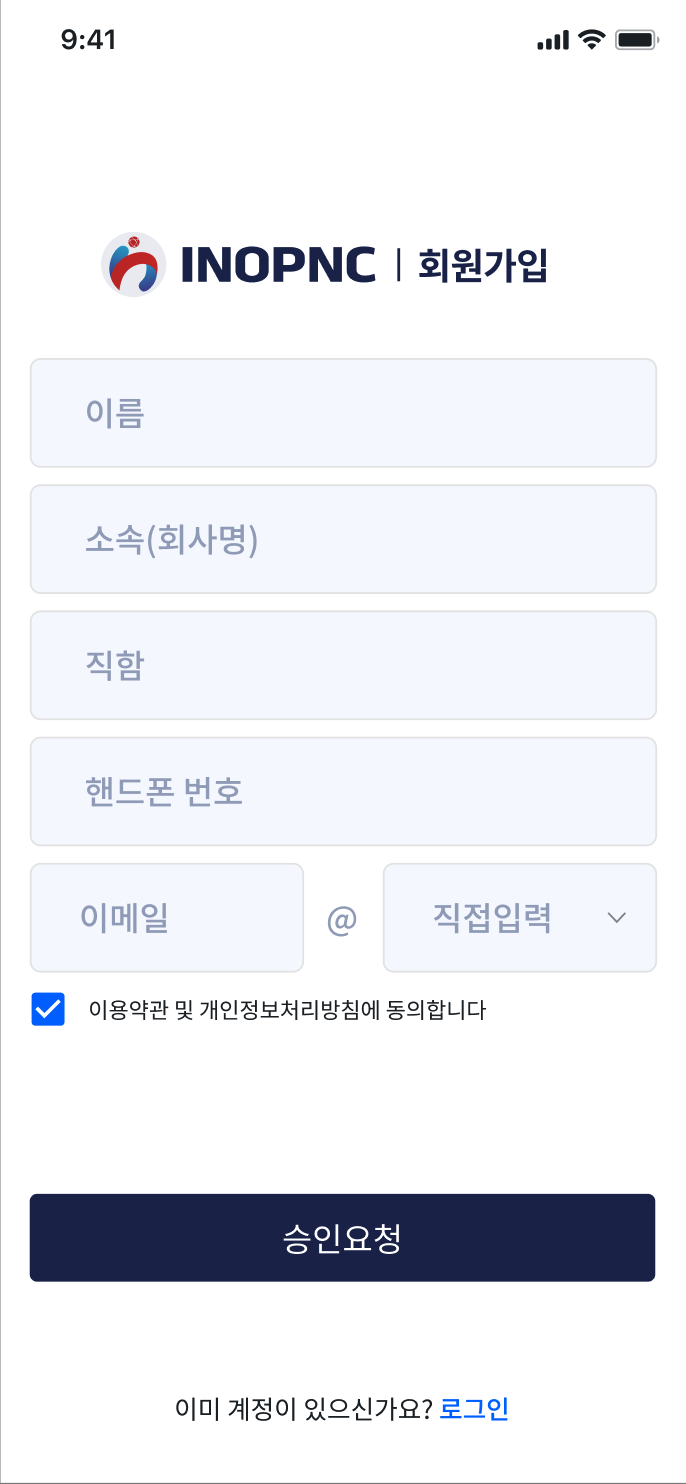 9:41
INOPNC | 회원가입
이름
소속(회사명)
직함
핸드폰 번호
이메일 @ 직접입력
이용약관 및 개인정보처리방침에 동의합니다
승인요청
이미 계정이 있으신가요? 로그인